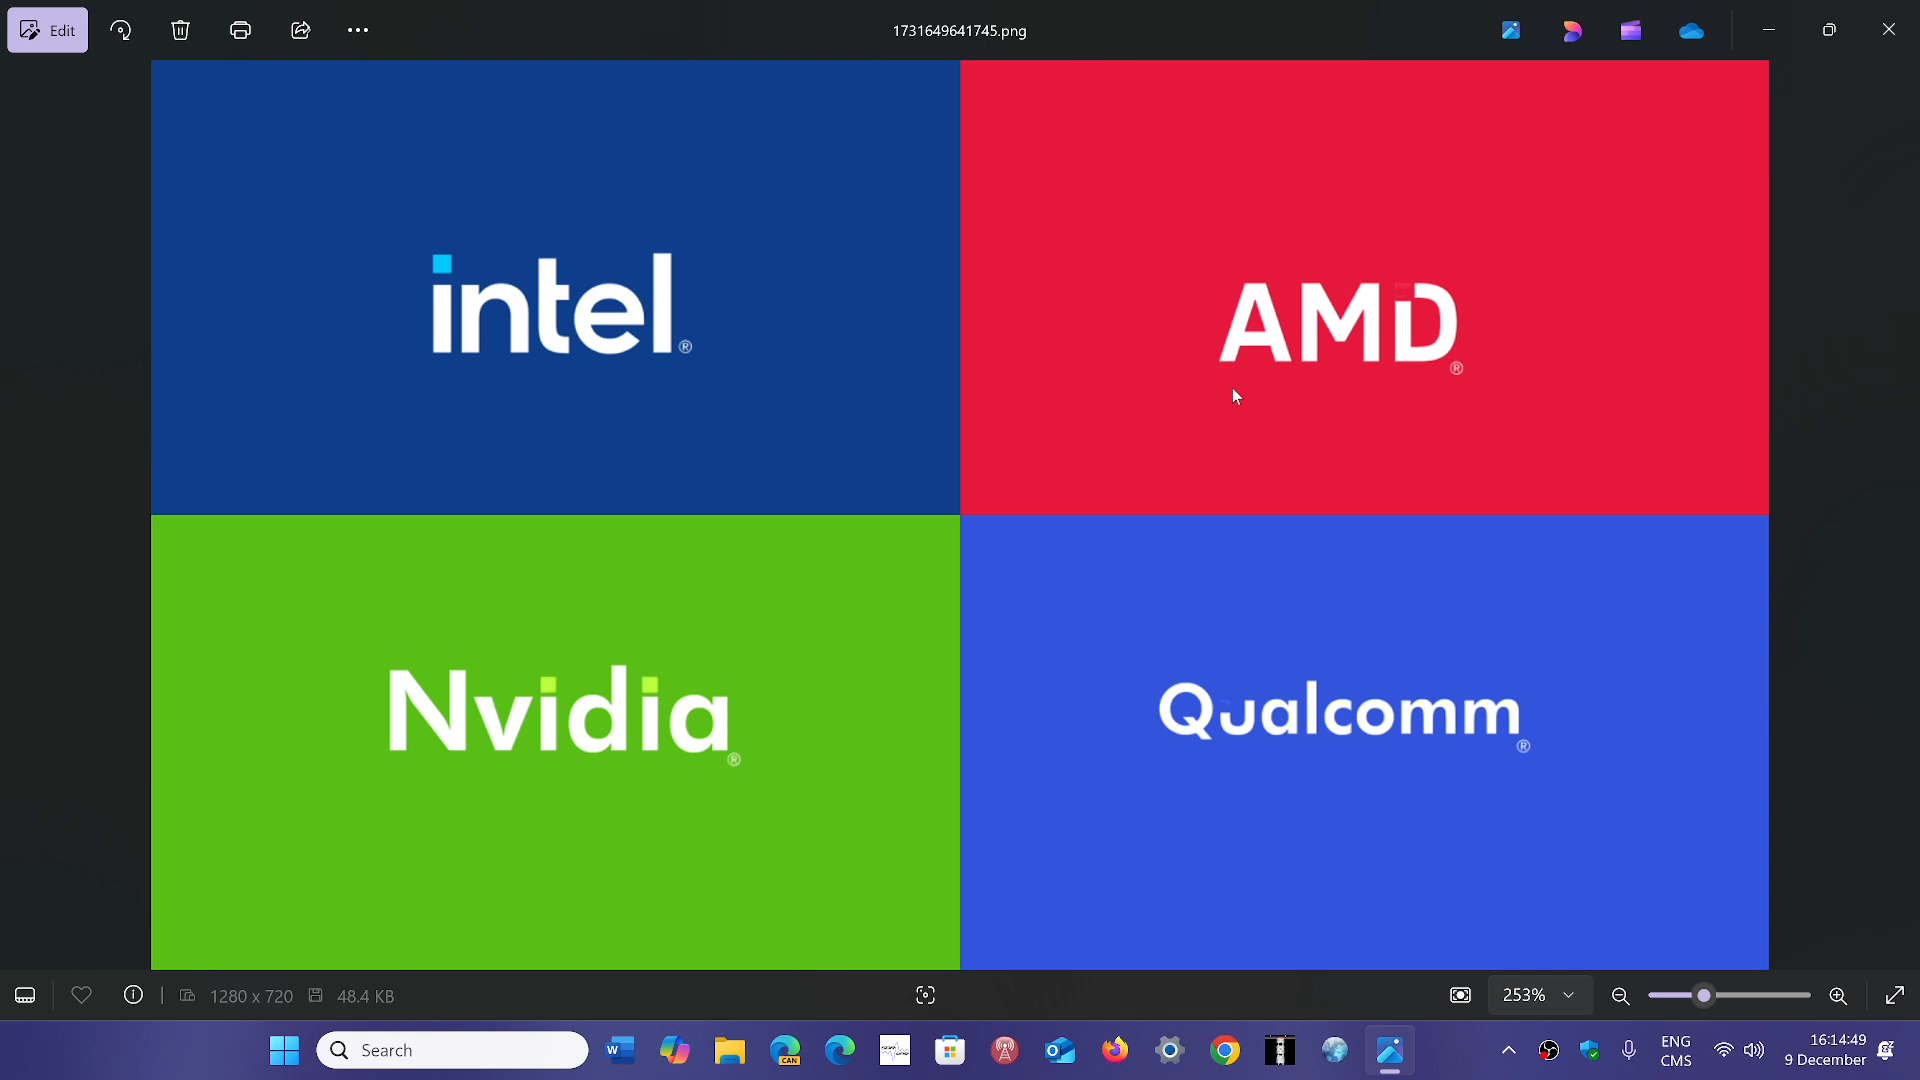 Edit
1731649641745.png
intel®
AMD®
Nvidia®
Qualcomm®
1280 x 720
48.4 KB
253%
Search
W
CAN
ENG
CMS
16:14:49
9 December